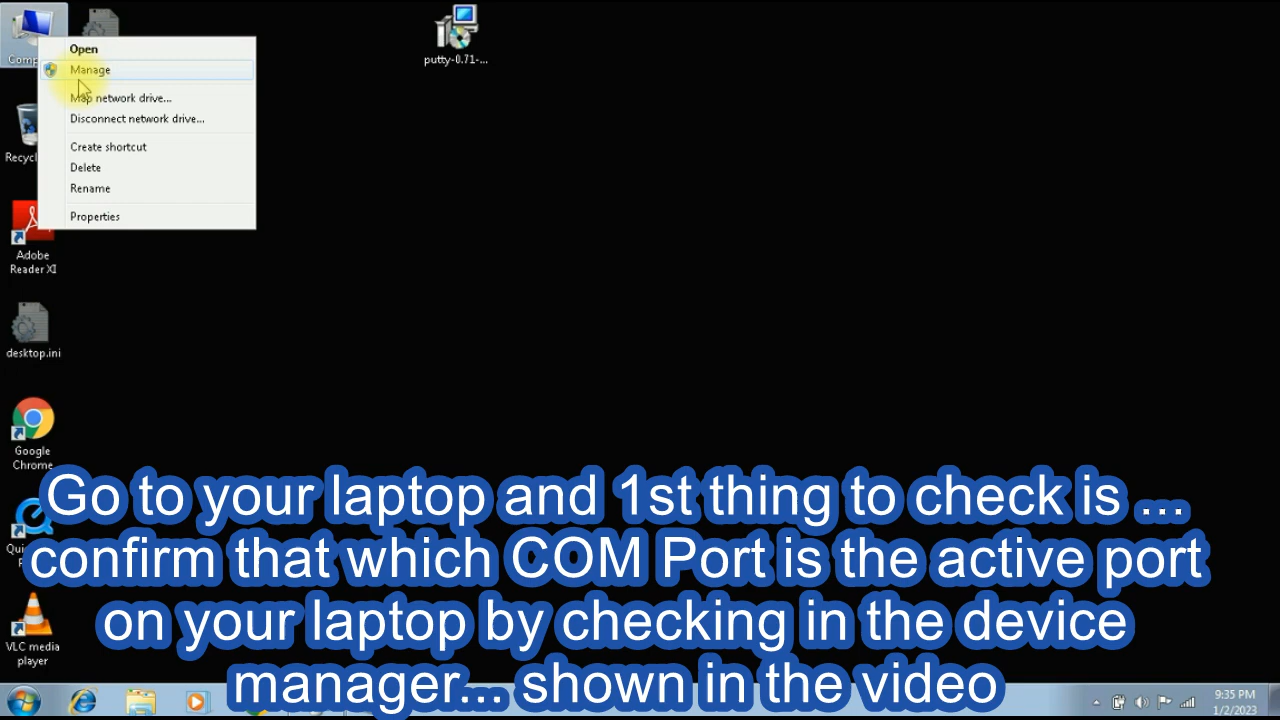 Open
Manage
Map network drive...
Disconnect network drive...
Create shortcut
Delete
Rename
Properties
putty-0.71-...
Adobe
Reader XI
desktop.ini
Google
Chrome
VLC media
player
Go to your laptop and 1st thing to check is ...
confirm that which COM Port is the active port
on your laptop by checking in the device
manager... shown in the video
9:35 PM
1/2/2023